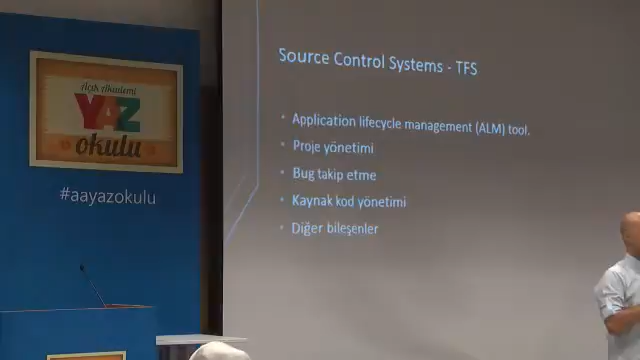 Açık Akademi
YAZ
okulu
#aayazokulu
Source Control Systems - TFS
• Application lifecycle management (ALM) tool.
• Proje yönetimi
• Bug takip etme
• Kaynak kod yönetimi
• Diğer bileşenler